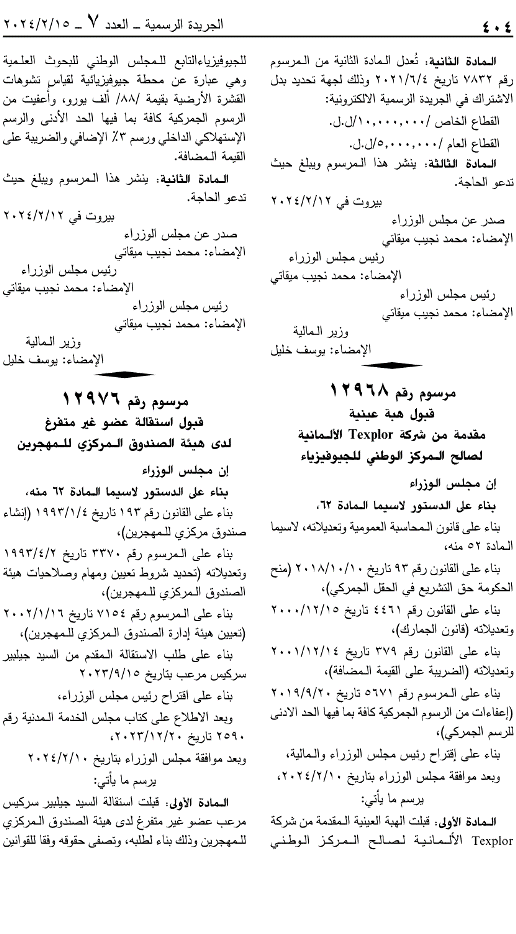 ٤٠٤
الجريدة الرسمية ـ العدد ٧ ـ ٢٠٢٤/٢/١٥
المادة الثانية: تُعدل المادة الثانية من المرسوم
رقم ٧٨٣٢ تاريخ ٢٠٢١/٦/٤ وذلك لجهة تحديد بدل
الاشتراك في الجريدة الرسمية الالكترونية:
القطاع الخاص /١٠,٠٠٠,٠٠٠/ل.ل.
القطاع العام /٥,٠٠٠,٠٠٠/ل.ل.
المادة الثالثة: ينشر هذا المرسوم ويبلغ حيث
تدعو الحاجة.
بيروت في ٢٠٢٤/٢/١٢
صدر عن مجلس الوزراء
الإمضاء: محمد نجيب ميقاتي
رئيس مجلس الوزراء
الإمضاء: محمد نجيب ميقاتي
رئيس مجلس الوزراء
الإمضاء: محمد نجيب ميقاتي
وزير المالية
الإمضاء: يوسف خليل
مرسوم رقم ١٢٩٦٨
قبول هبة عينية
مقدمة من شركة Texplor الألمانية
لصالح المركز الوطني للجيوفيزياء
إن مجلس الوزراء
بناء على الدستور لاسيما المادة ٦٢،
بناء على قانون المحاسبة العمومية وتعديلاته، لاسيما
المادة ٥٢ منه،
بناء على القانون رقم ٩٣ تاريخ ٢٠١٨/١٠/١٠ (منح
الحكومة حق التشريع في الحقل الجمركي)،
بناء على القانون رقم ٤٤٦١ تاريخ ٢٠٠٠/١٢/١٥
وتعديلاته (قانون الجمارك)،
بناء على القانون رقم ٣٧٩ تاريخ ٢٠٠١/١٢/١٤
وتعديلاته (الضريبة على القيمة المضافة)،
بناء على المرسوم رقم ٥٦٧١ تاريخ ٢٠١٩/٩/٢٠
(إعفاءات من الرسوم الجمركية كافة بما فيها الحد الادنى
للرسم الجمركي)،
بناء على إقتراح رئيس مجلس الوزراء والمالية،
وبعد موافقة مجلس الوزراء بتاريخ ٢٠٢٤/٢/١٠،
يرسم ما يأتي:
المادة الأولى: قبلت الهبة العينية المقدمة من شركة
Texplor الألمانية لصالح المركز الوطني
للجيوفيزياء التابع للمجلس الوطني للبحوث العلمية
وهي عبارة عن محطة جيوفيزيائية لقياس تشوهات
القشرة الأرضية بقيمة /٨٨/ ألف يورو، وأعفيت من
الرسوم الجمركية كافة بما فيها الحد الأدنى والرسم
الإستهلاكي الداخلي ورسم ٣٪ الإضافي والضريبة على
القيمة المضافة.
المادة الثانية: ينشر هذا المرسوم ويبلغ حيث
تدعو الحاجة.
بيروت في ٢٠٢٤/٢/١٢
صدر عن مجلس الوزراء
الإمضاء: محمد نجيب ميقاتي
رئيس مجلس الوزراء
الإمضاء: محمد نجيب ميقاتي
رئيس مجلس الوزراء
الإمضاء: محمد نجيب ميقاتي
وزير المالية
الإمضاء: يوسف خليل
مرسوم رقم ١٢٩٧٦
قبول استقالة عضو غير متفرغ
لدى هيئة الصندوق المركزي للمهجرين
إن مجلس الوزراء
بناء على الدستور لاسيما المادة ٦٢ منه،
بناء على القانون رقم ١٩٣ تاريخ ١٩٩٣/١/٤ (إنشاء
صندوق مركزي للمهجرين)،
بناء على المرسوم رقم ٣٣٧٠ تاريخ ١٩٩٣/٤/٢
وتعديلاته (تحديد شروط تعيين ومهام وصلاحيات هيئة
الصندوق المركزي للمهجرين)،
بناء على المرسوم رقم ٧١٥٤ تاريخ ٢٠٠٢/١/١٦
(تعيين هيئة إدارة الصندوق المركزي للمهجرين)،
بناء على طلب الاستقالة المقدم من السيد جيلبير
سركيس مرعب بتاريخ ٢٠٢٣/٩/١٥
بناء على اقتراح رئيس مجلس الوزراء،
وبعد الاطلاع على كتاب مجلس الخدمة المدنية رقم
٢٥٩٠ تاريخ ٢٠٢٣/١٢/٢٠،
وبعد موافقة مجلس الوزراء بتاريخ ٢٠٢٤/٢/١٠
يرسم ما يأتي:
المادة الأولى: قبلت استقالة السيد جيلبير سركيس
مرعب عضو غير متفرغ لدى هيئة الصندوق المركزي
للمهجرين وذلك بناء لطلبه، وتصفى حقوقه وفقا للقوانين